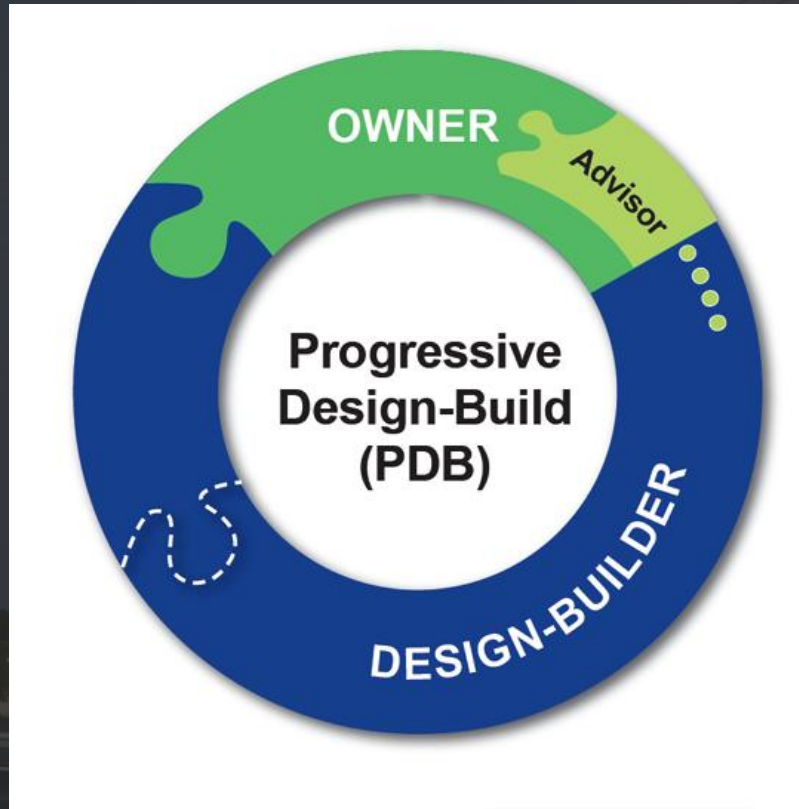 OWNER
Advisor
Progressive
Design-Build
(PDB)
DESIGN-BUILDER